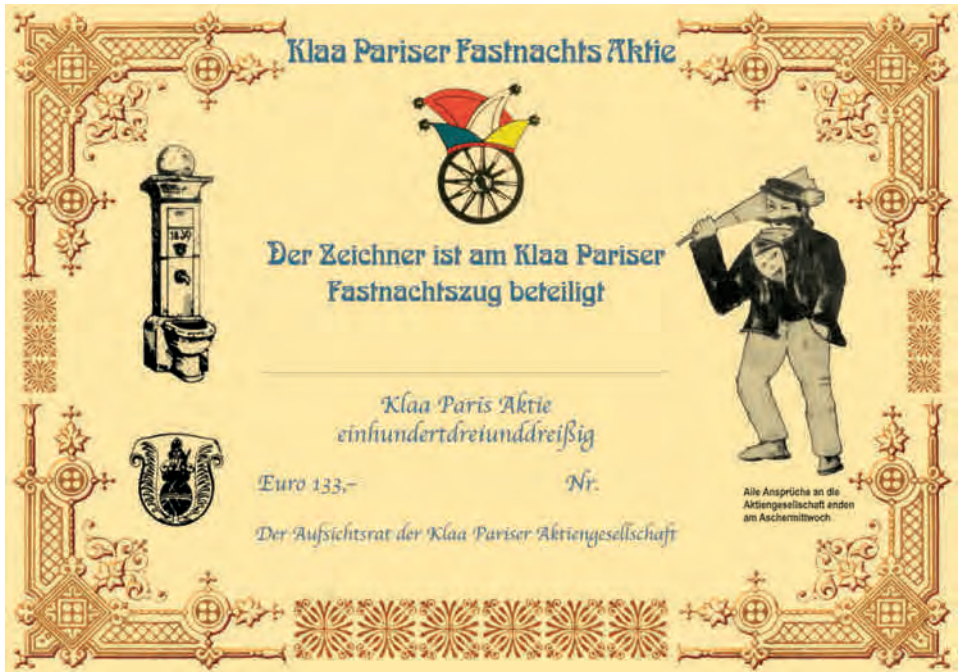 Klaa Pariser Fastnachts Aktie
1830
Der Zeichner ist am Klaa Pariser
Fastnachtszug beteiligt
Klaa Paris Aktie
einhundertdreiunddreißig
Euro 133,- Nr.
Der Aufsichtsrat der Klaa Pariser Aktiengesellschaft
Alle Ansprüche an die
Aktiengesellschaft enden
am Aschermittwoch